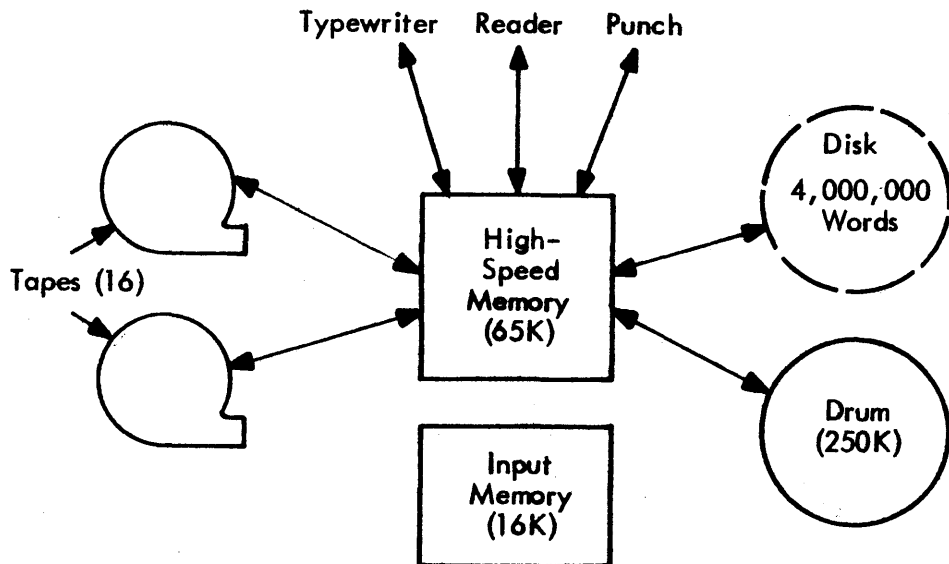 Typewriter Reader Punch
Disk
4,000,000
Words
High-
Speed
Memory
(65K)
Tapes (16)
Drum
(250K)
Input
Memory
(16K)